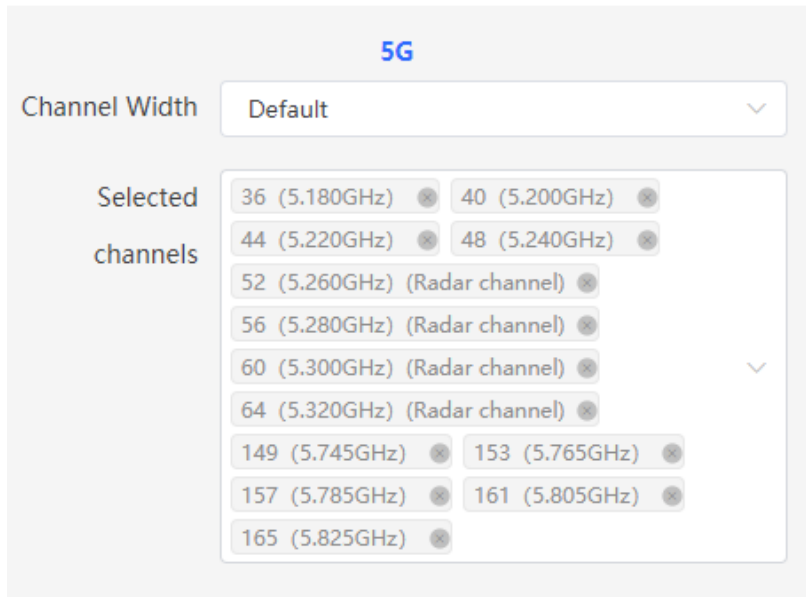 5G
Channel Width Default
Selected channels
36 (5.180GHz) 40 (5.200GHz)
44 (5.220GHz) 48 (5.240GHz)
52 (5.260GHz) (Radar channel)
56 (5.280GHz) (Radar channel)
60 (5.300GHz) (Radar channel)
64 (5.320GHz) (Radar channel)
149 (5.745GHz) 153 (5.765GHz)
157 (5.785GHz) 161 (5.805GHz)
165 (5.825GHz)